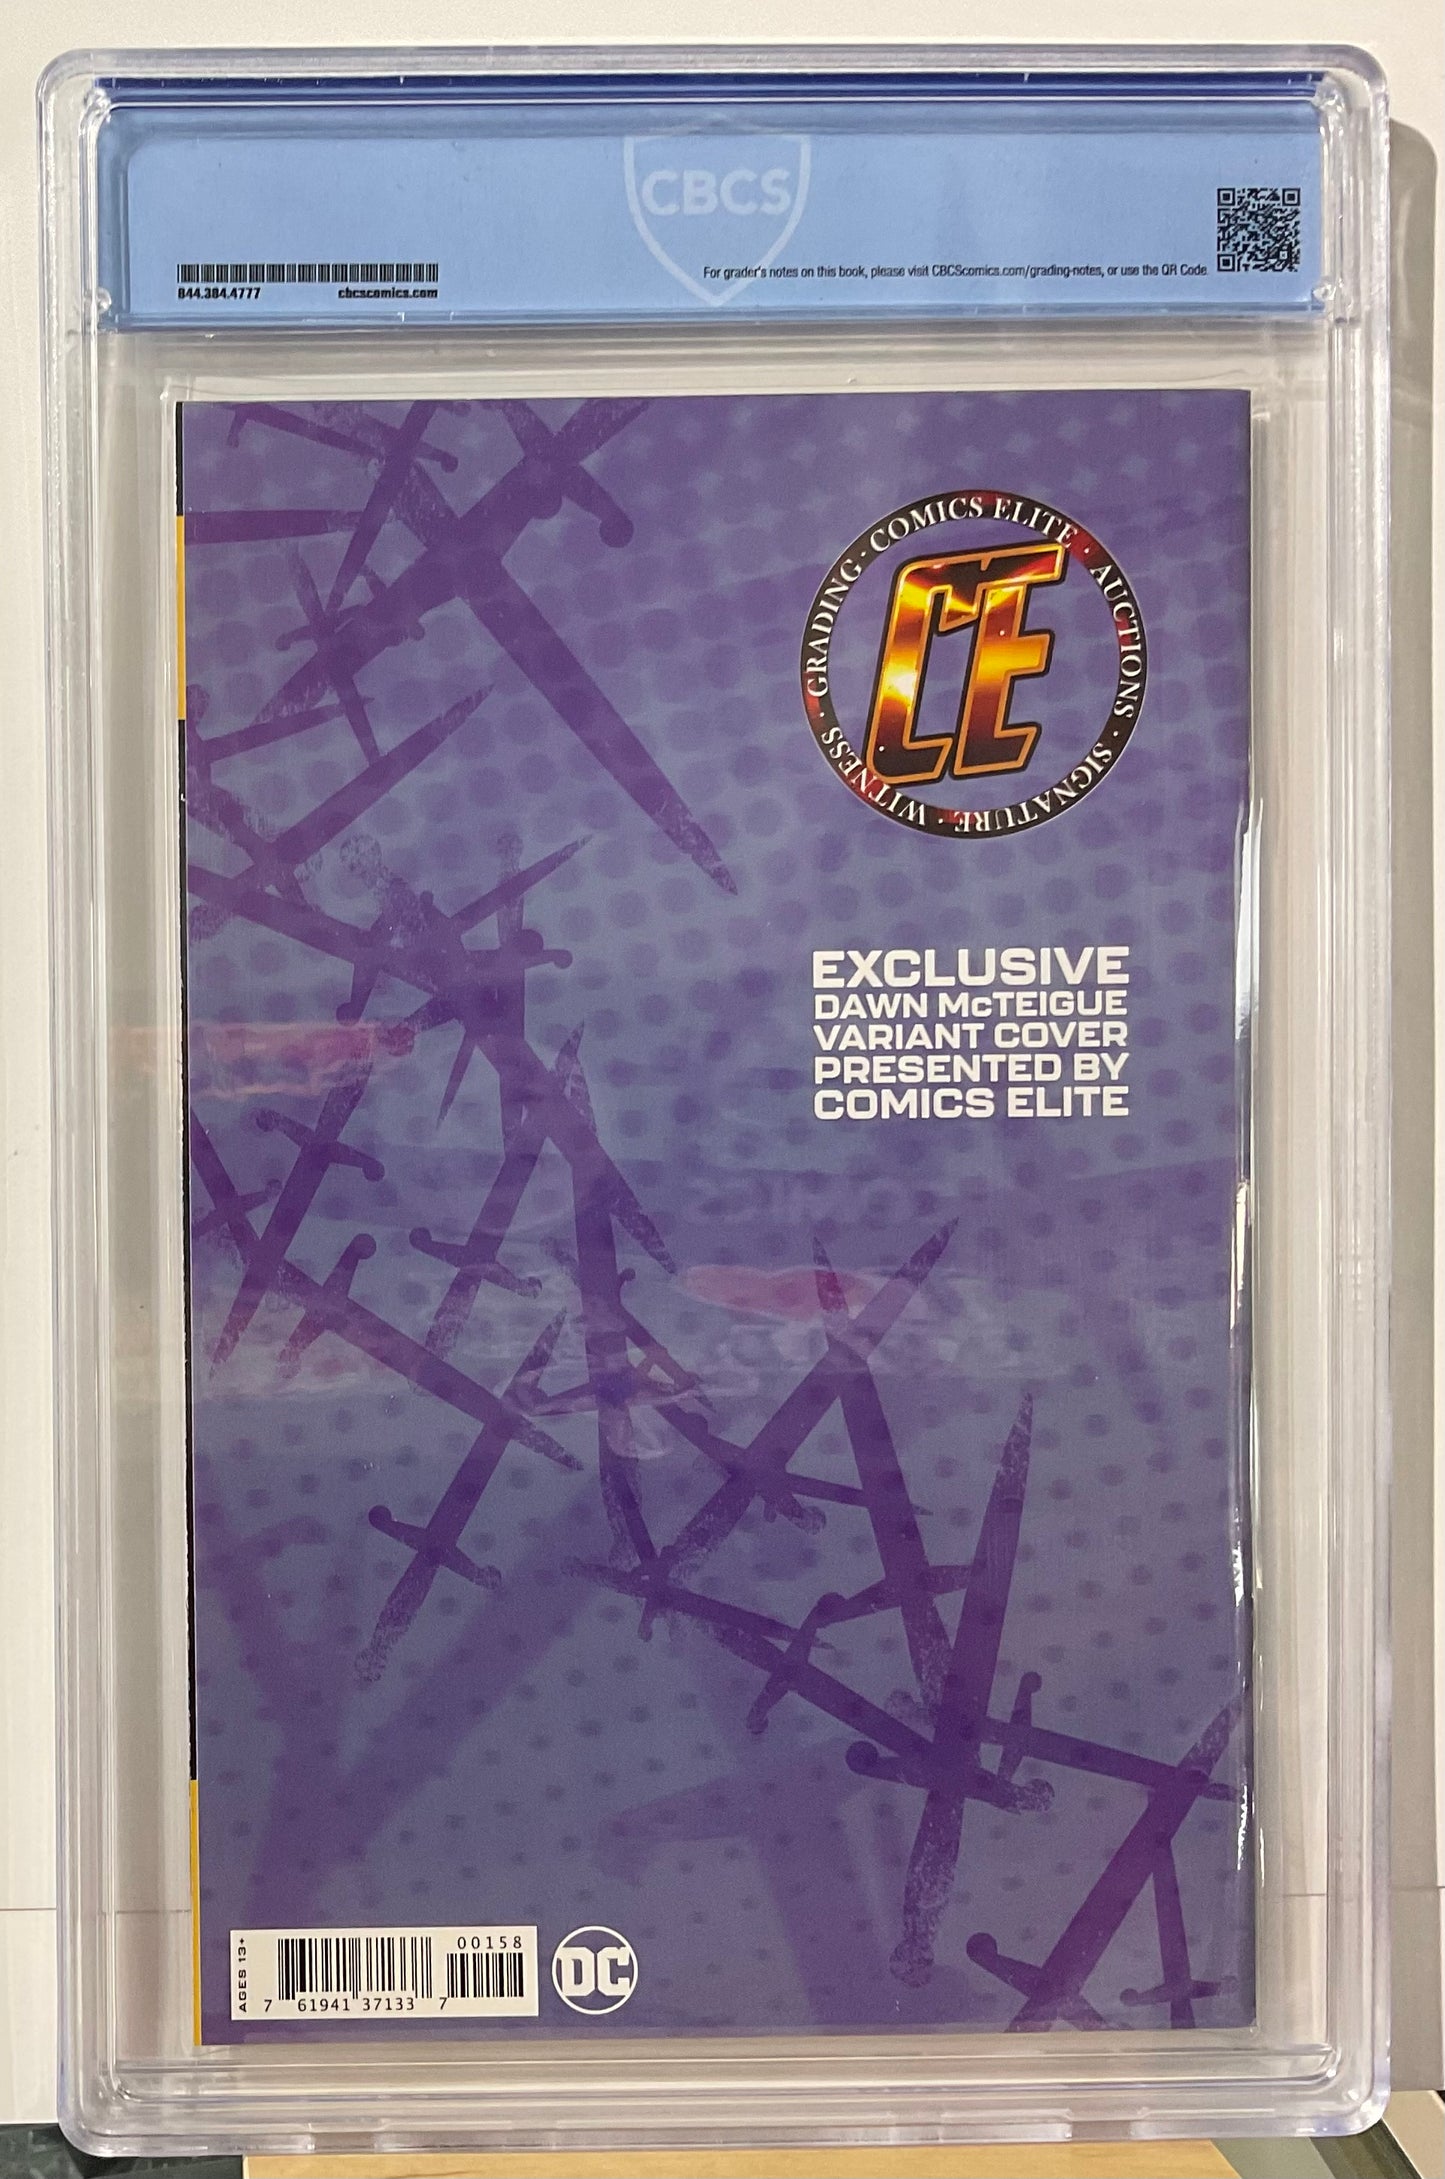 CBCS
844.384.4777
cbcscomics.com
For grader's notes on this book, please visit CBCScomics.com/grading-notes, or use the QR Code.
COMICS ELITE · AUCTIONS · SIGNATURE · WITNESS · GRADING ·
CE
EXCLUSIVE
DAWN McTEIGUE
VARIANT COVER
PRESENTED BY
COMICS ELITE
AGES 13+
00158
7 61941 37133 7
DC